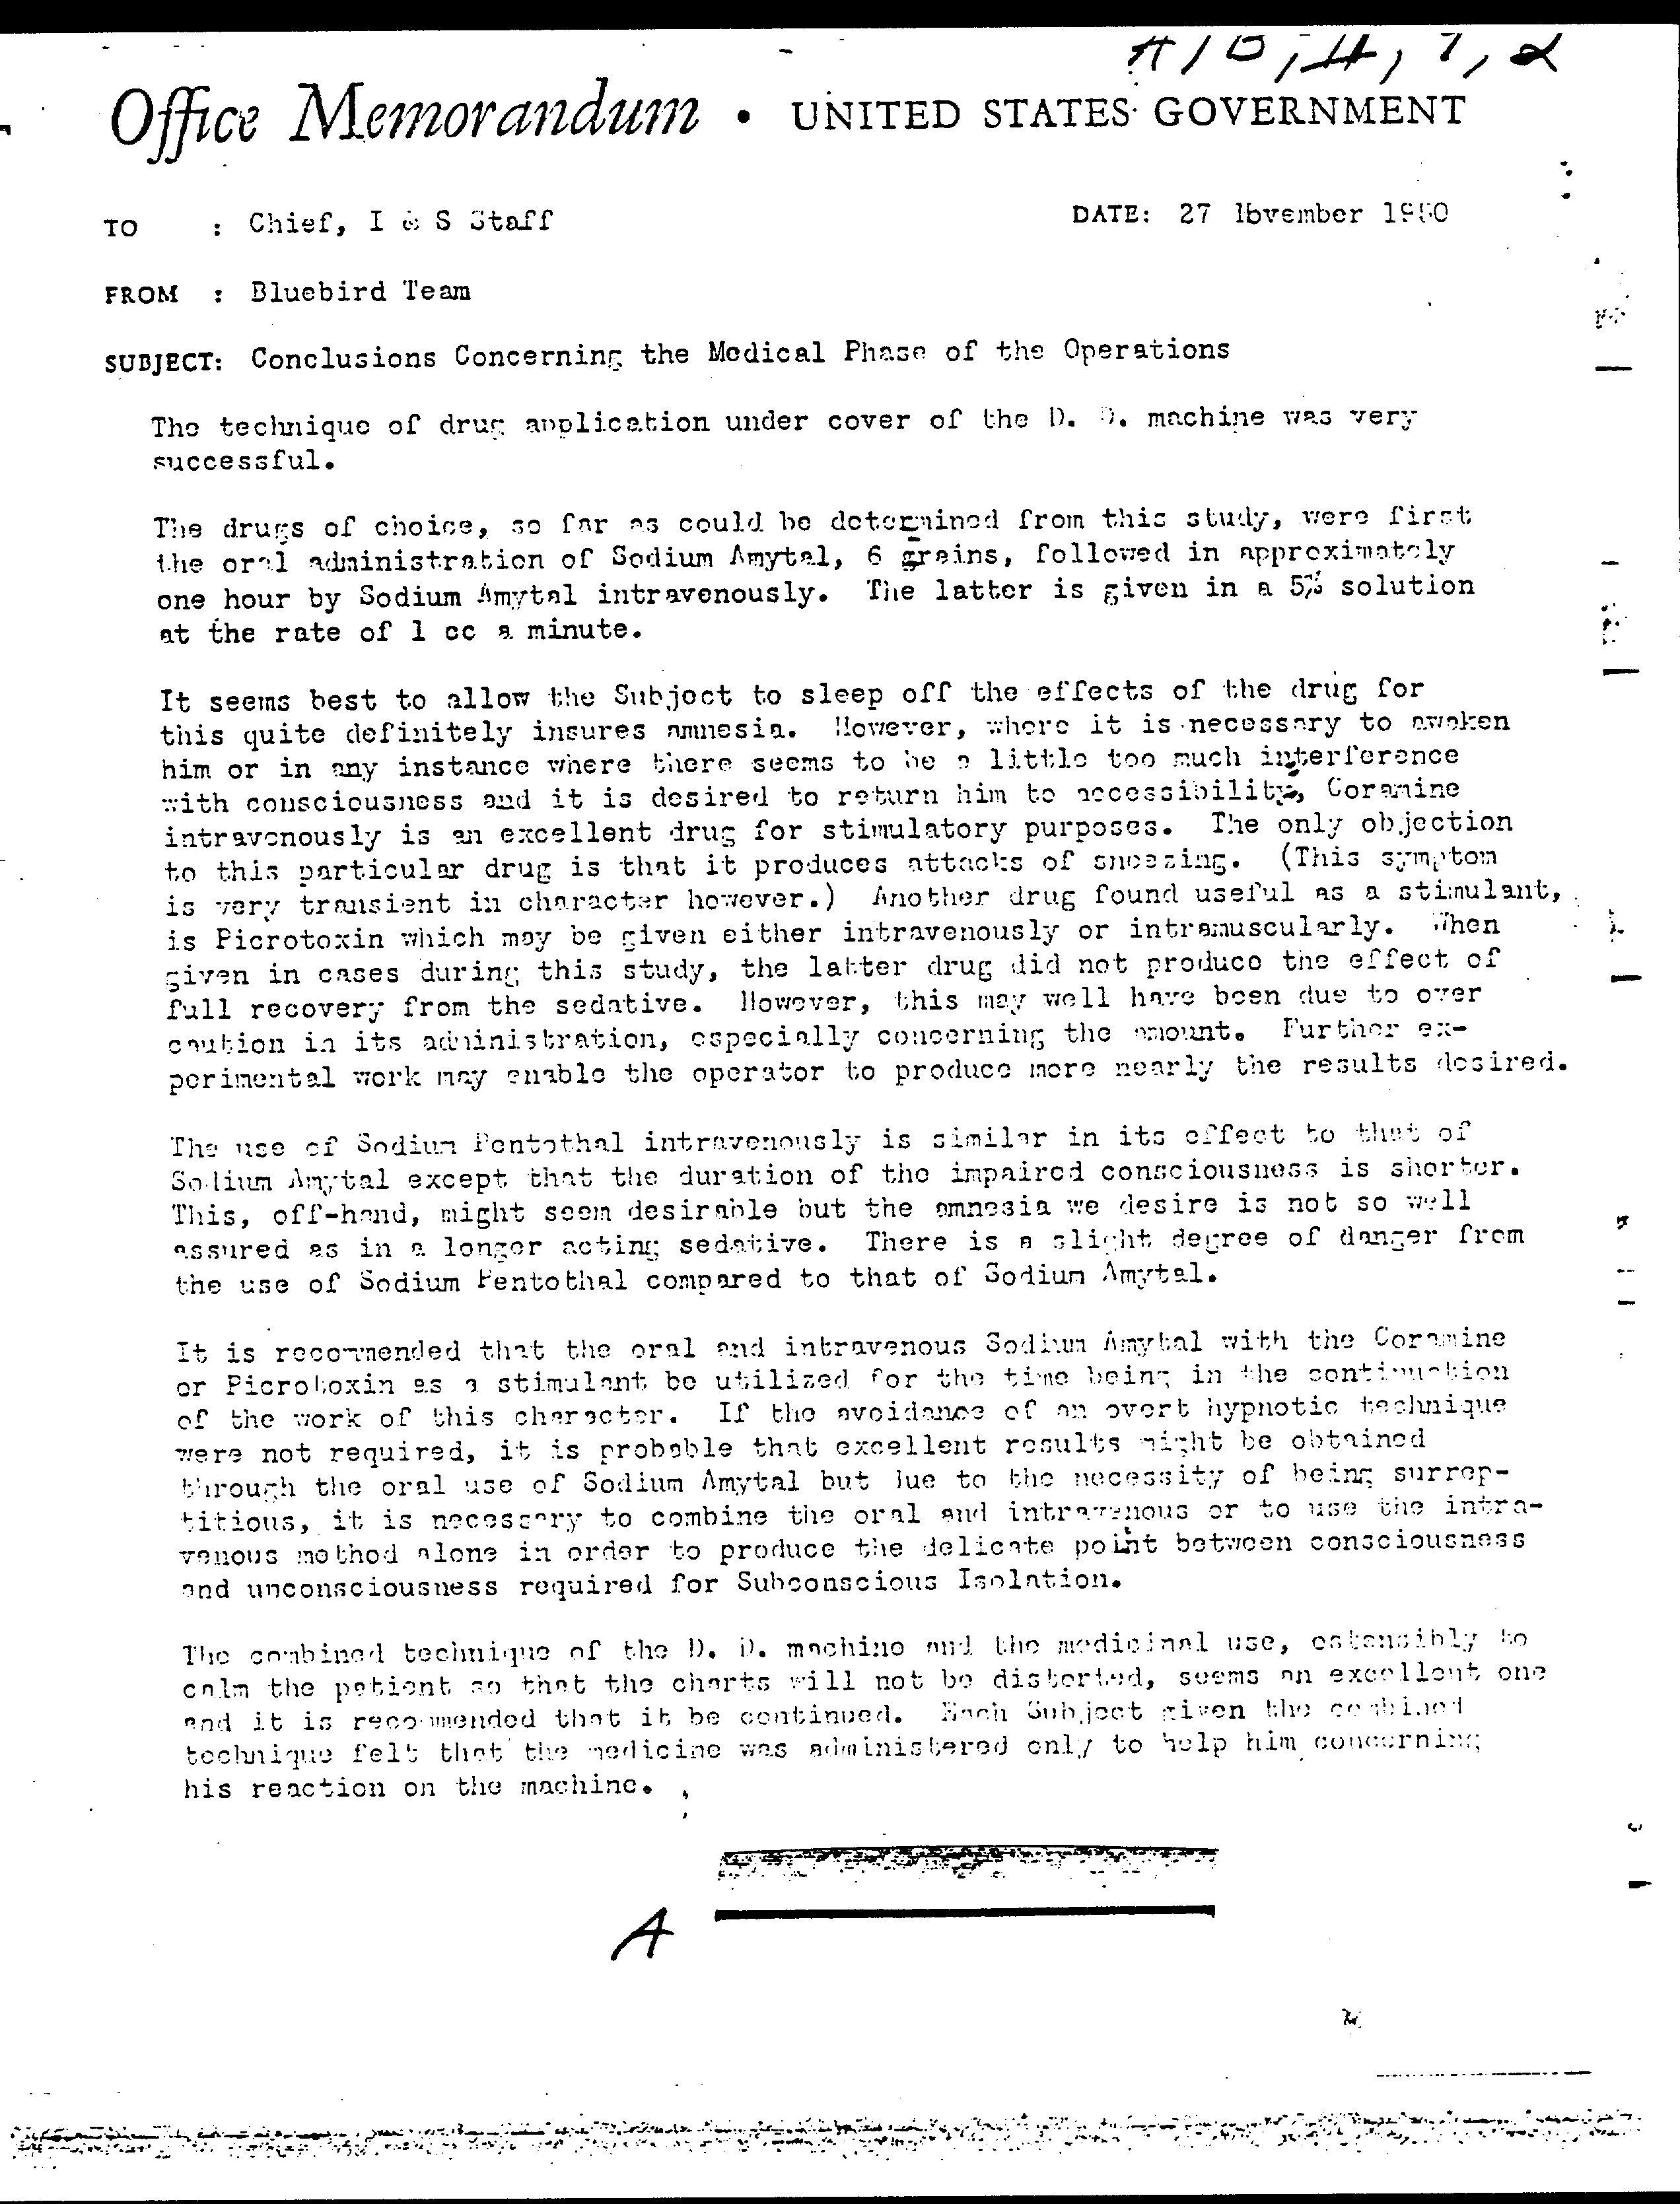 A/B, 4, 7, 2
Office Memorandum • UNITED STATES GOVERNMENT
TO : Chief, I & S Staff DATE: 27 November 1950
FROM : Bluebird Team
SUBJECT: Conclusions Concerning the Medical Phase of the Operations
The technique of drug application under cover of the D. D. machine was very
successful.
The drugs of choice, so far as could be determined from this study, were first
the oral administration of Sodium Amytal, 6 grains, followed in approximately
one hour by Sodium Amytal intravenously. The latter is given in a 5% solution
at the rate of 1 cc a minute.
It seems best to allow the Subject to sleep off the effects of the drug for
this quite definitely insures amnesia. However, where it is necessary to awaken
him or in any instance where there seems to be a little too much interference
with consciousness and it is desired to return him to accessibility, Coramine
intravenously is an excellent drug for stimulatory purposes. The only objection
to this particular drug is that it produces attacks of sneezing. (This symptom
is very transient in character however.) Another drug found useful as a stimulant,
is Picrotoxin which may be given either intravenously or intramuscularly. When
given in cases during this study, the latter drug did not produce the effect of
full recovery from the sedative. However, this may well have been due to over
caution in its administration, especially concerning the amount. Further ex-
perimental work may enable the operator to produce more nearly the results desired.
The use of Sodium Pentothal intravenously is similar in its effect to that of
Sodium Amytal except that the duration of the impaired consciousness is shorter.
This, off-hand, might seem desirable but the amnesia we desire is not so well
assured as in a longer acting sedative. There is a slight degree of danger from
the use of Sodium Pentothal compared to that of Sodium Amytal.
It is recommended that the oral and intravenous Sodium Amytal with the Coramine
or Picrotoxin as a stimulant be utilized for the time being in the continuation
of the work of this character. If the avoidance of an overt hypnotic technique
were not required, it is probable that excellent results might be obtained
through the oral use of Sodium Amytal but due to the necessity of being surrep-
titious, it is necessary to combine the oral and intravenous or to use the intra-
venous method alone in order to produce the delicate point between consciousness
and unconsciousness required for Subconscious Isolation.
The combined technique of the D. D. machine and the medicinal use, ostensibly to
calm the patient so that the charts will not be distorted, seems an excellent one
and it is recommended that it be continued. Each Subject given the combined
technique felt that the medicine was administered only to help him concerning
his reaction on the machine.
A